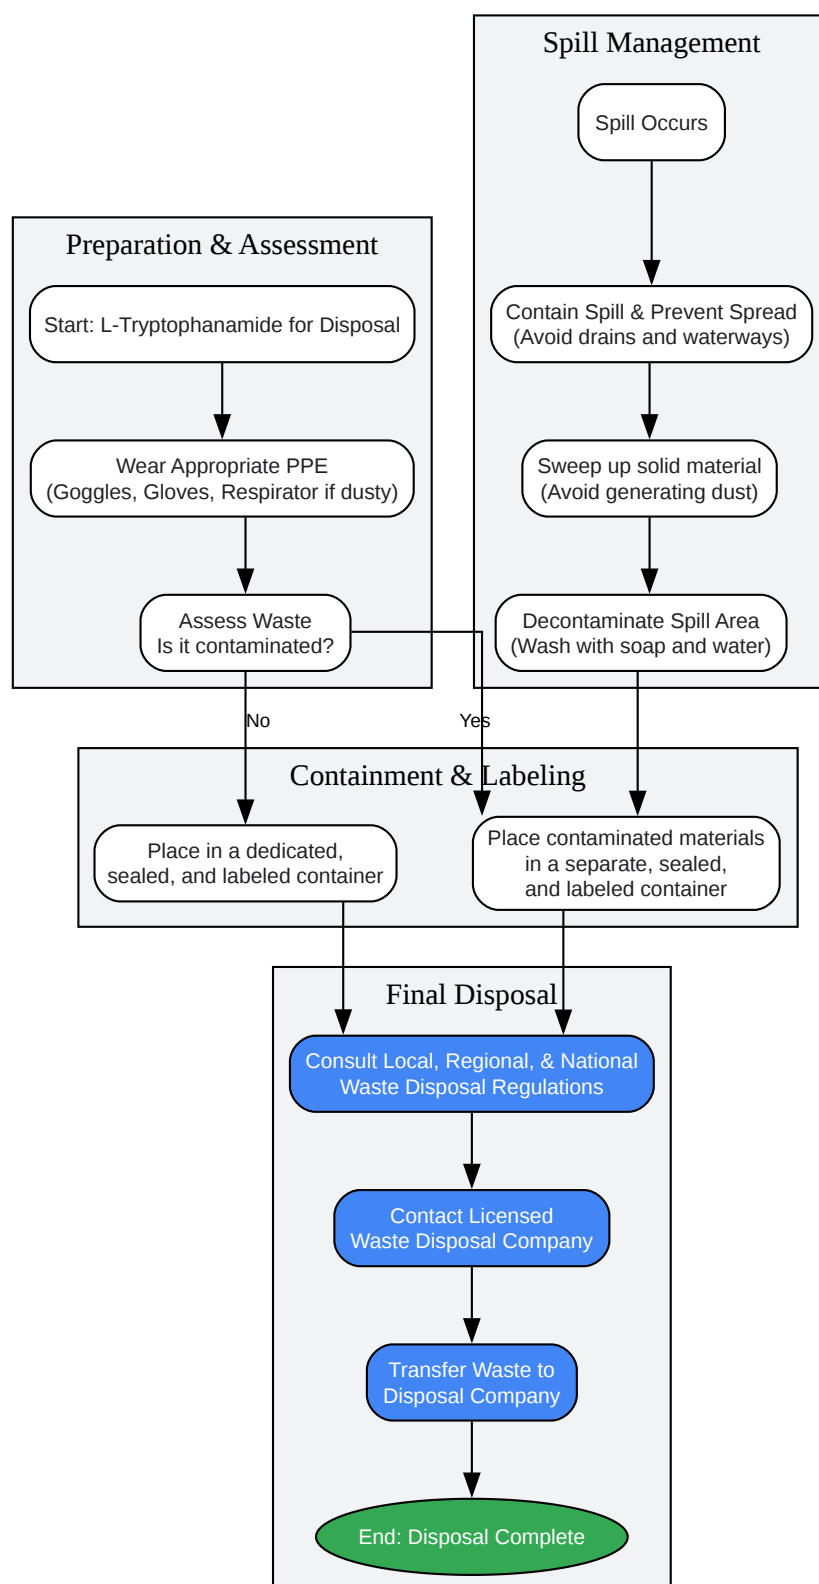 Spill Management
Spill Occurs
Preparation & Assessment
Start: L-Tryptophanamide for Disposal
Contain Spill & Prevent Spread
(Avoid drains and waterways)
Wear Appropriate PPE
(Goggles, Gloves, Respirator if dusty)
Sweep up solid material
(Avoid generating dust)
Assess Waste
Is it contaminated?
Decontaminate Spill Area
(Wash with soap and water)
No
Yes
Containment & Labeling
Place in a dedicated,
sealed, and labeled container
Place contaminated materials
in a separate, sealed,
and labeled container
Final Disposal
Consult Local, Regional, & National
Waste Disposal Regulations
Contact Licensed
Waste Disposal Company
Transfer Waste to
Disposal Company
End: Disposal Complete